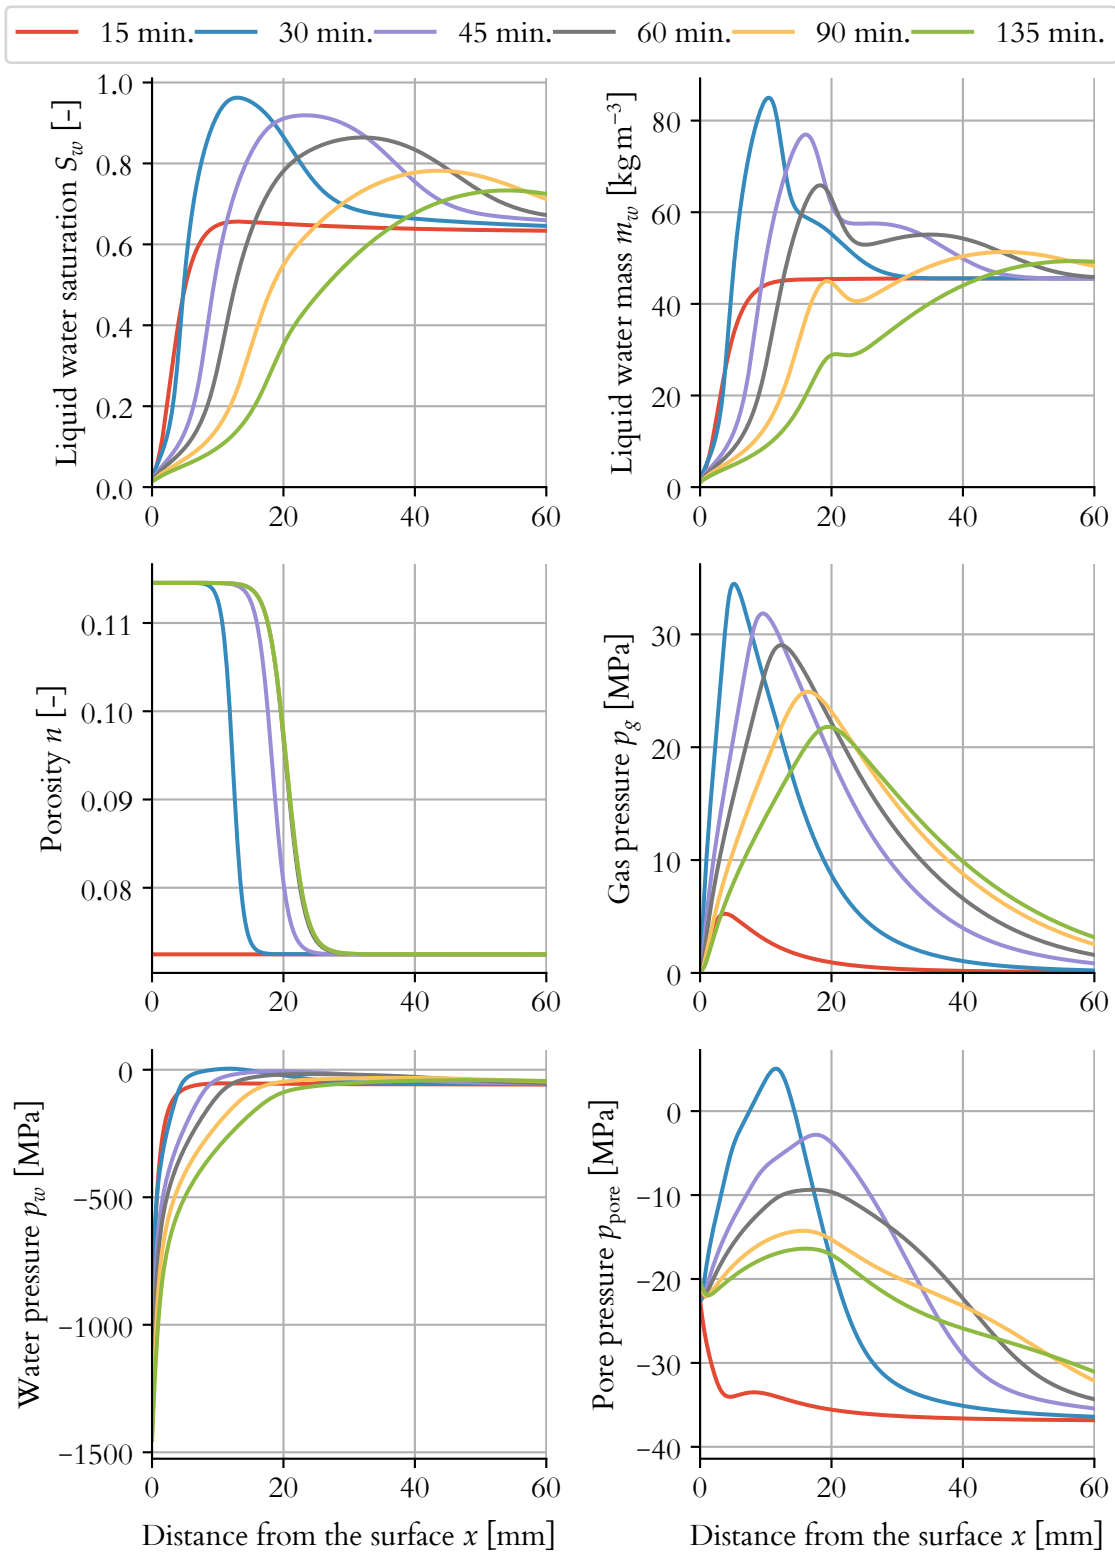 15 min. 30 min. 45 min. 60 min. 90 min. 135 min.
Liquid water saturation S_w [-]
1.0
0.8
0.6
0.4
0.2
0.0
0 20 40 60
Liquid water mass m_w [kg m⁻³]
80
60
40
20
0
0 20 40 60
Porosity n [-]
0.11
0.10
0.09
0.08
0 20 40 60
Gas pressure p_g [MPa]
30
20
10
0
0 20 40 60
Water pressure p_w [MPa]
0
−500
−1000
−1500
0 20 40 60
Distance from the surface x [mm]
Pore pressure p_pore [MPa]
0
−10
−20
−30
−40
0 20 40 60
Distance from the surface x [mm]